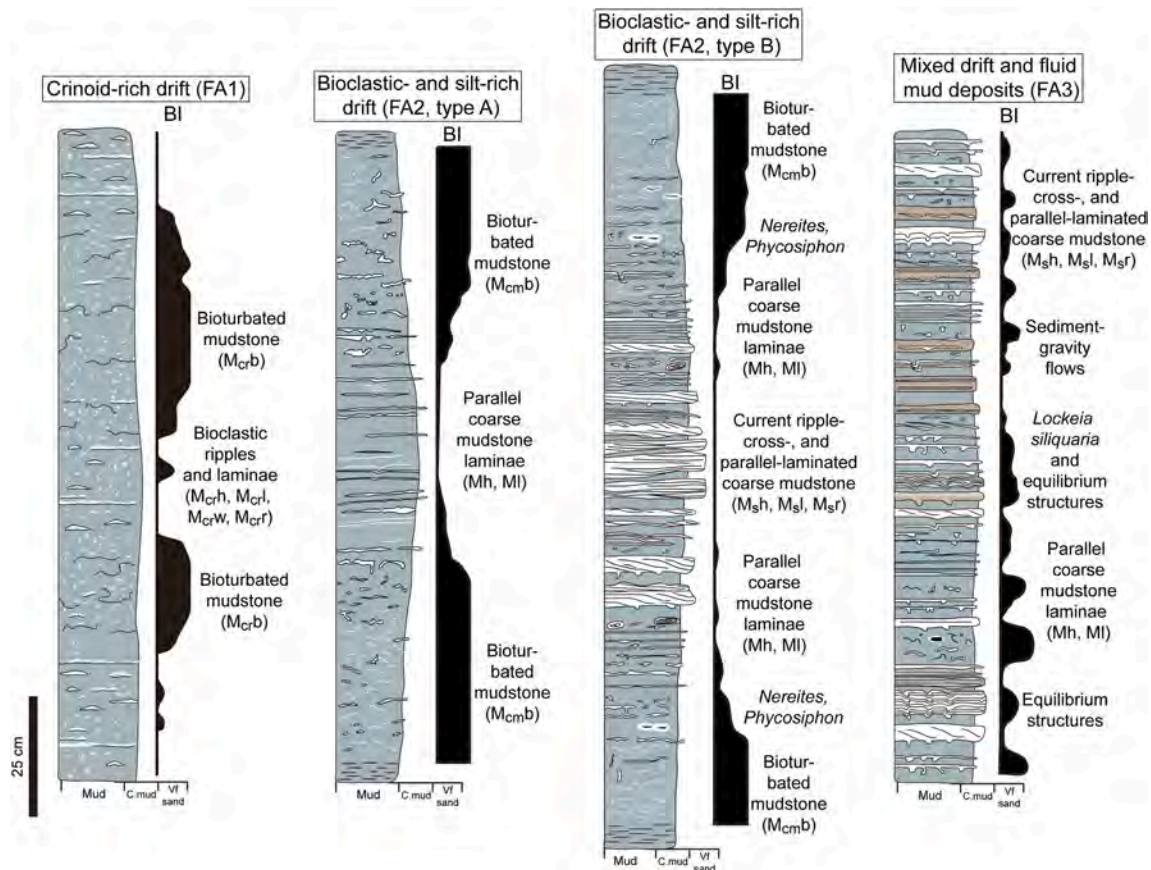 Crinoid-rich drift (FA1)
BI
Bioturbated
mudstone
(Mcrb)
Bioclastic
ripples
and laminae
(Mcrh, Mcrl,
Mcrw, Mcrr)
Bioturbated
mudstone
(Mcrb)
25 cm
Mud
C.mud
Vf
sand
Bioclastic- and silt-rich
drift (FA2, type A)
BI
Biotur-
bated
mudstone
(Mcmb)
Parallel
coarse
mudstone
laminae
(Mh, Ml)
Biotur-
bated
mudstone
(Mcmb)
Mud
C.mud
Vf
sand
Bioclastic- and silt-rich
drift (FA2, type B)
BI
Biotur-
bated
mudstone
(Mcmb)
Nereites,
Phycosiphon
Parallel
coarse
mudstone
laminae
(Mh, Ml)
Current ripple-
cross-, and
parallel-laminated
coarse mudstone
(Msh, Msl, Msr)
Parallel
coarse
mudstone
laminae
(Mh, Ml)
Nereites,
Phycosiphon
Biotur-
bated
mudstone
(Mcmb)
Mud
C.mud
Vf
sand
Mixed drift and fluid
mud deposits (FA3)
BI
Current ripple-
cross-, and
parallel-laminated
coarse mudstone
(Msh, Msl, Msr)
Sediment-
gravity
flows
Lockeia
siliquaria
and
equilibrium
structures
Parallel
coarse
mudstone
laminae
(Mh, Ml)
Equilibrium
structures
Mud
C.mud
Vf
sand